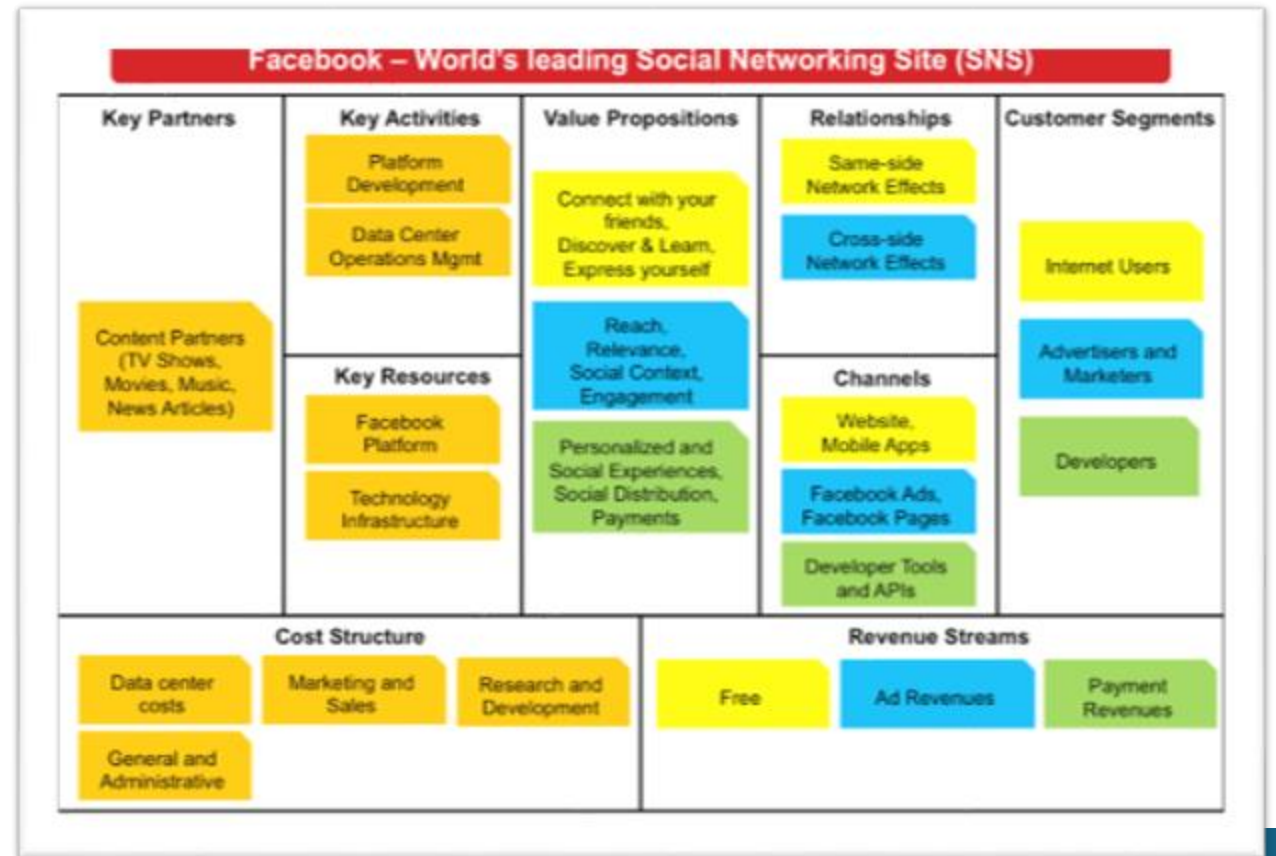 Facebook – World's leading Social Networking Site (SNS)
Key Partners
Content Partners
(TV Shows,
Movies, Music,
News Articles)
Key Activities
Platform
Development
Data Center
Operations Mgmt
Key Resources
Facebook
Platform
Technology
Infrastructure
Value Propositions
Connect with your
friends,
Discover & Learn,
Express yourself
Reach,
Relevance,
Social Context,
Engagement
Personalized and
Social Experiences,
Social Distribution,
Payments
Relationships
Same-side
Network Effects
Cross-side
Network Effects
Channels
Website,
Mobile Apps
Facebook Ads,
Facebook Pages
Developer Tools
and APIs
Customer Segments
Internet Users
Advertisers and
Marketers
Developers
Cost Structure
Data center
costs
Marketing and
Sales
Research and
Development
General and
Administrative
Revenue Streams
Free
Ad Revenues
Payment
Revenues